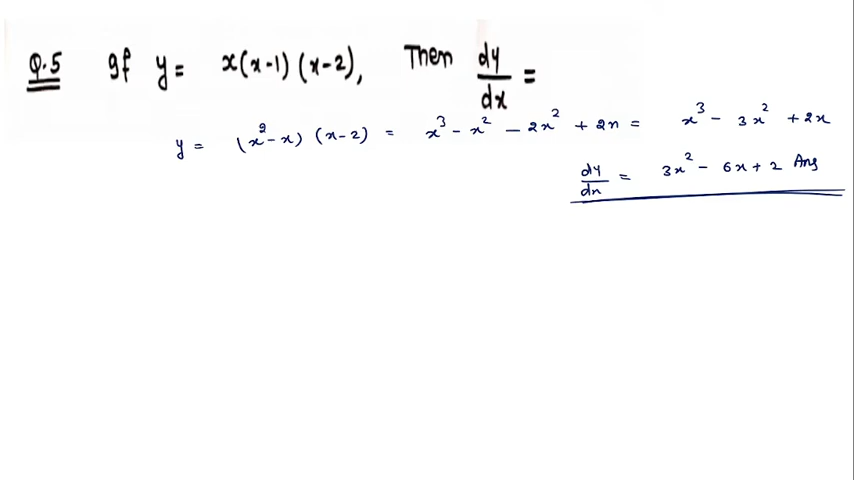 Q.5 If y = x(x-1)(x-2), Then dy/dx =
y = (x²-x) (x-2) = x³ - x² - 2x² + 2x = x³ - 3x² + 2x
dy/dx = 3x² - 6x + 2 Ans